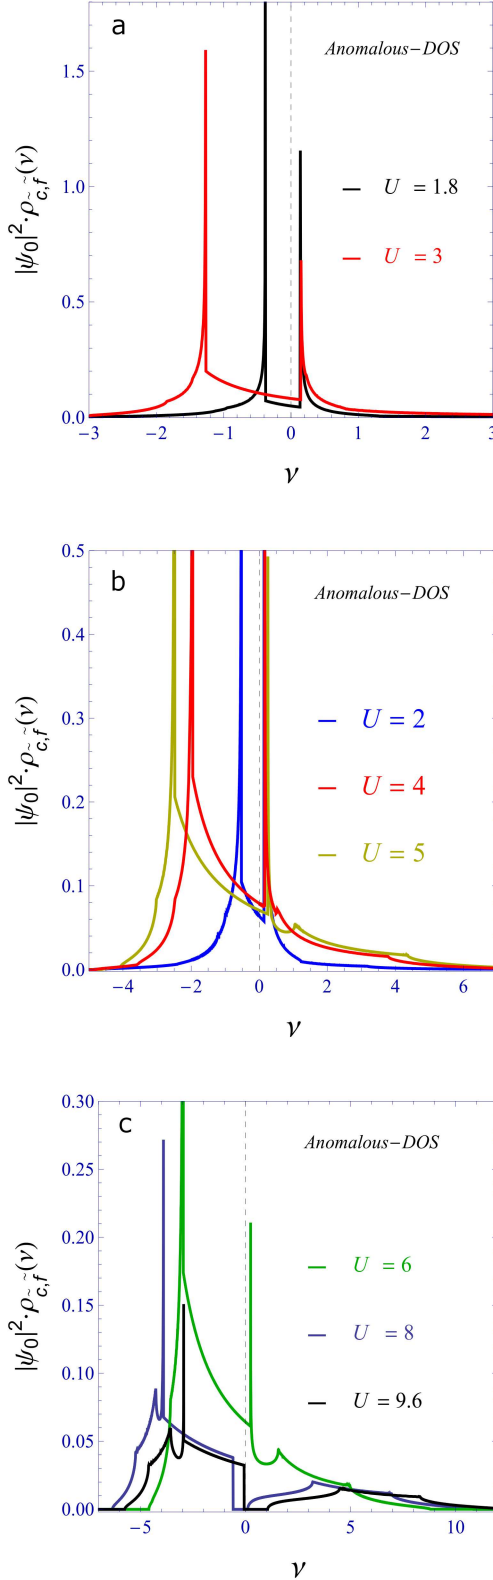 a
Anomalous−DOS
|ψ₀|²·ρ_c̃,f̃(ν)
1.5
1.0
0.5
0.0
U = 1.8
U = 3
−3 −2 −1 0 1 2 3
ν
b
Anomalous−DOS
|ψ₀|²·ρ_c̃,f̃(ν)
0.5
0.4
0.3
0.2
0.1
0.0
U = 2
U = 4
U = 5
−4 −2 0 2 4 6
ν
c
Anomalous−DOS
|ψ₀|²·ρ_c̃,f̃(ν)
0.30
0.25
0.20
0.15
0.10
0.05
0.00
U = 6
U = 8
U = 9.6
−5 0 5 10
ν